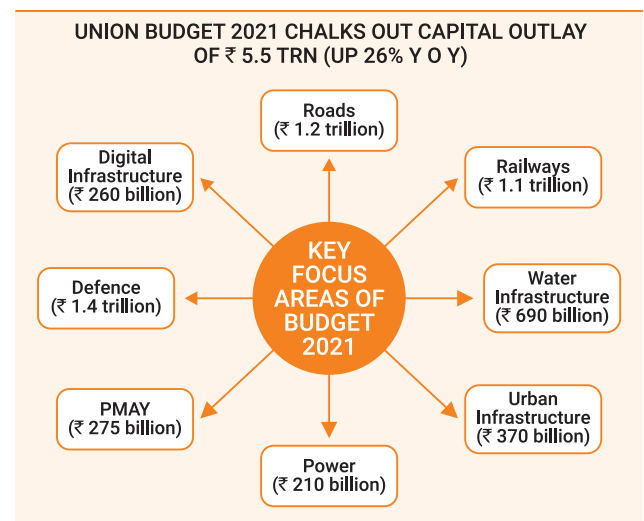 UNION BUDGET 2021 CHALKS OUT CAPITAL OUTLAY
OF ₹ 5.5 TRN (UP 26% Y O Y)
Roads
(₹ 1.2 trillion)
Digital
Infrastructure
(₹ 260 billion)
Railways
(₹ 1.1 trillion)
KEY
FOCUS
AREAS OF
BUDGET
2021
Defence
(₹ 1.4 trillion)
Water
Infrastructure
(₹ 690 billion)
PMAY
(₹ 275 billion)
Urban
Infrastructure
(₹ 370 billion)
Power
(₹ 210 billion)